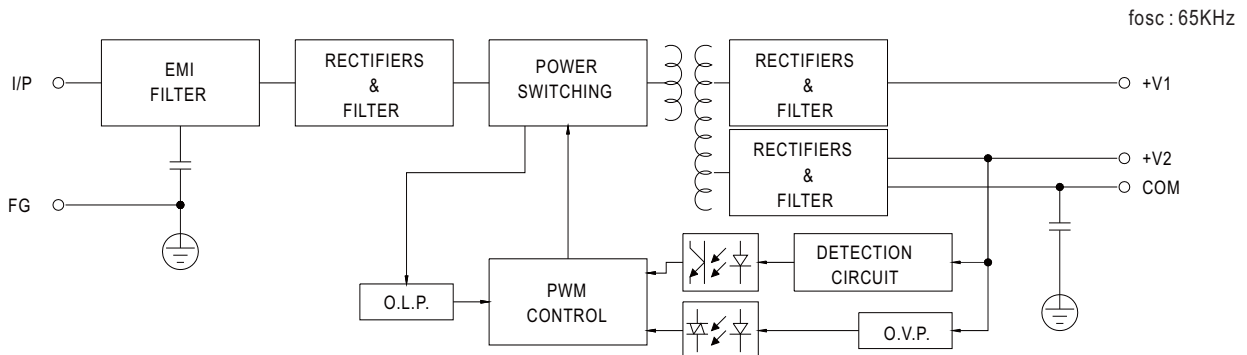 fosc : 65KHz
I/P
EMI
FILTER
RECTIFIERS
&
FILTER
POWER
SWITCHING
RECTIFIERS
&
FILTER
+V1
RECTIFIERS
&
FILTER
+V2
COM
FG
DETECTION
CIRCUIT
O.L.P.
PWM
CONTROL
O.V.P.